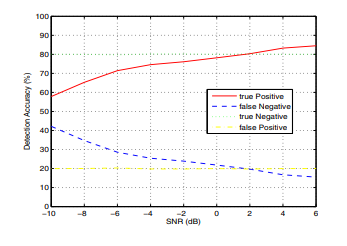 100
90
80
70
60
50
40
30
20
10
0
Detection Accuracy (%)
true Positive
false Negative
true Negative
false Positive
−10 −8 −6 −4 −2 0 2 4 6
SNR (dB)